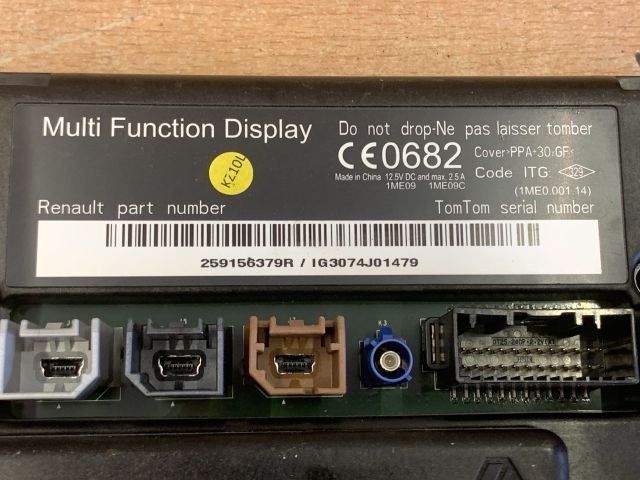 Multi Function Display
Do not drop-Ne pas laisser tomber
CE0682
Cover>PPA+30-GF<
Made in China 12.5V DC and max. 2.5 A
1ME09 1ME09C
Code ITG: 329
(1ME0.001.14)
KZ10L
Renault part number
TomTom serial number
259156379R / IG3074J01479
K3